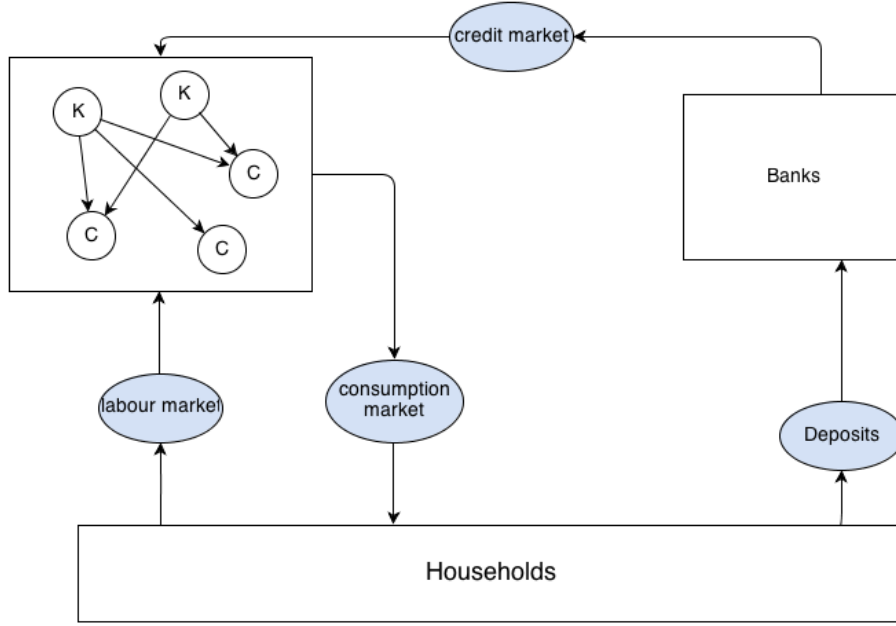 credit market
K
K
C
Banks
C
C
labour market
consumption
market
Deposits
Households